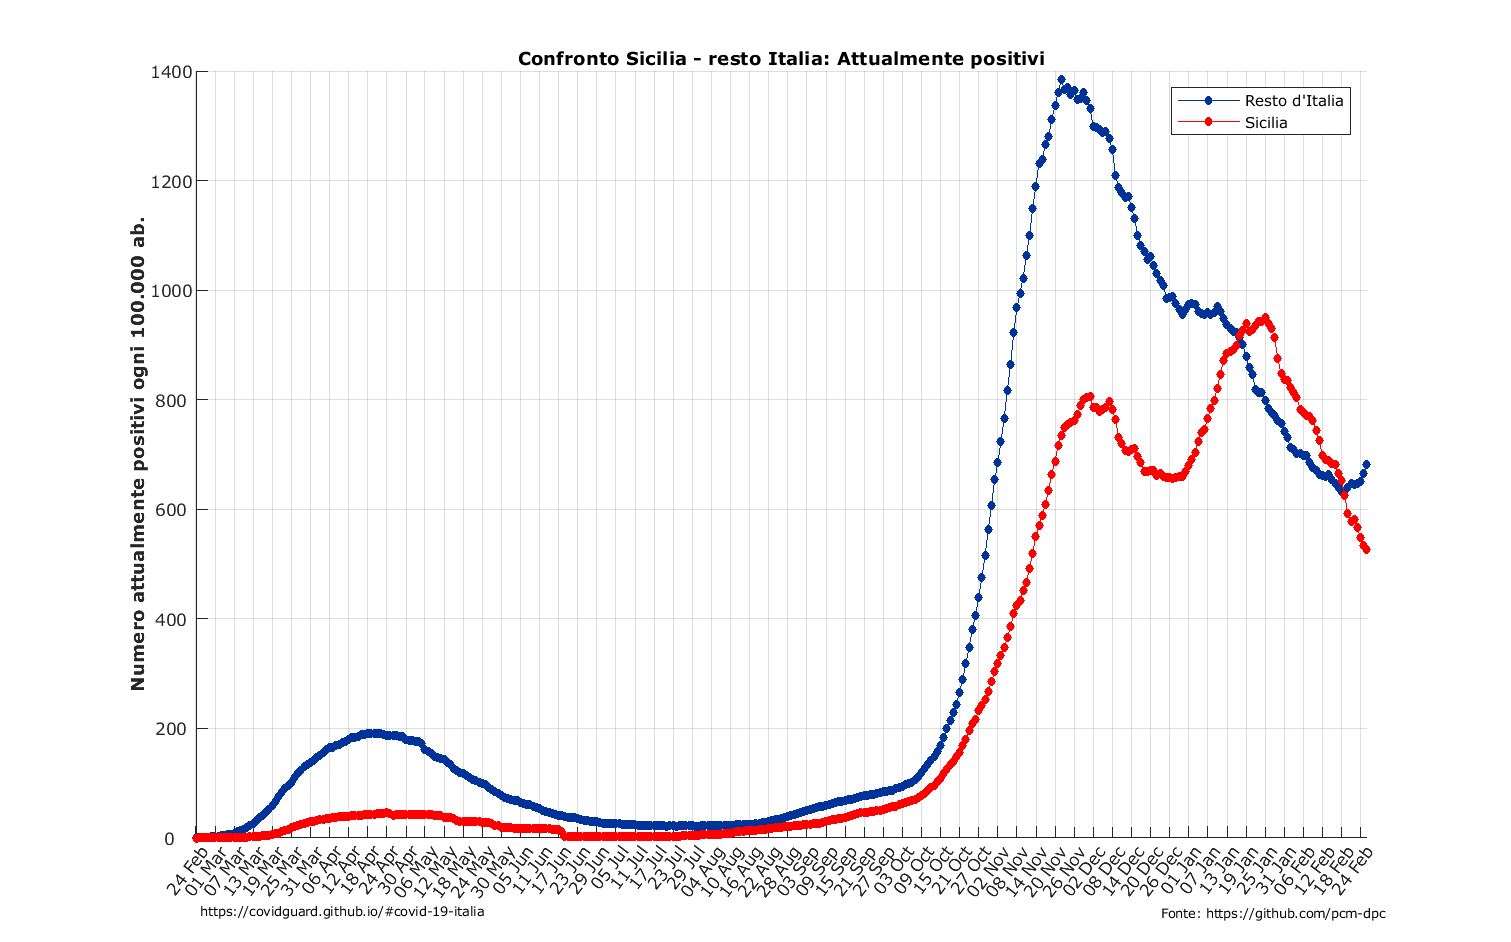 Confronto Sicilia - resto Italia: Attualmente positivi
Numero attualmente positivi ogni 100.000 ab.
1400
1200
1000
800
600
400
200
0
Resto d'Italia
Sicilia
24 Feb
01 Mar
07 Mar
13 Mar
19 Mar
25 Mar
31 Mar
06 Apr
12 Apr
18 Apr
24 Apr
30 Apr
06 May
12 May
18 May
24 May
30 May
05 Jun
11 Jun
17 Jun
23 Jun
29 Jun
05 Jul
11 Jul
17 Jul
23 Jul
29 Jul
04 Aug
10 Aug
16 Aug
22 Aug
28 Aug
03 Sep
09 Sep
15 Sep
21 Sep
27 Sep
03 Oct
09 Oct
15 Oct
21 Oct
27 Oct
02 Nov
08 Nov
14 Nov
20 Nov
26 Nov
02 Dec
08 Dec
14 Dec
20 Dec
26 Dec
01 Jan
07 Jan
13 Jan
19 Jan
25 Jan
31 Jan
06 Feb
12 Feb
18 Feb
24 Feb
https://covidguard.github.io/#covid-19-italia
Fonte: https://github.com/pcm-dpc